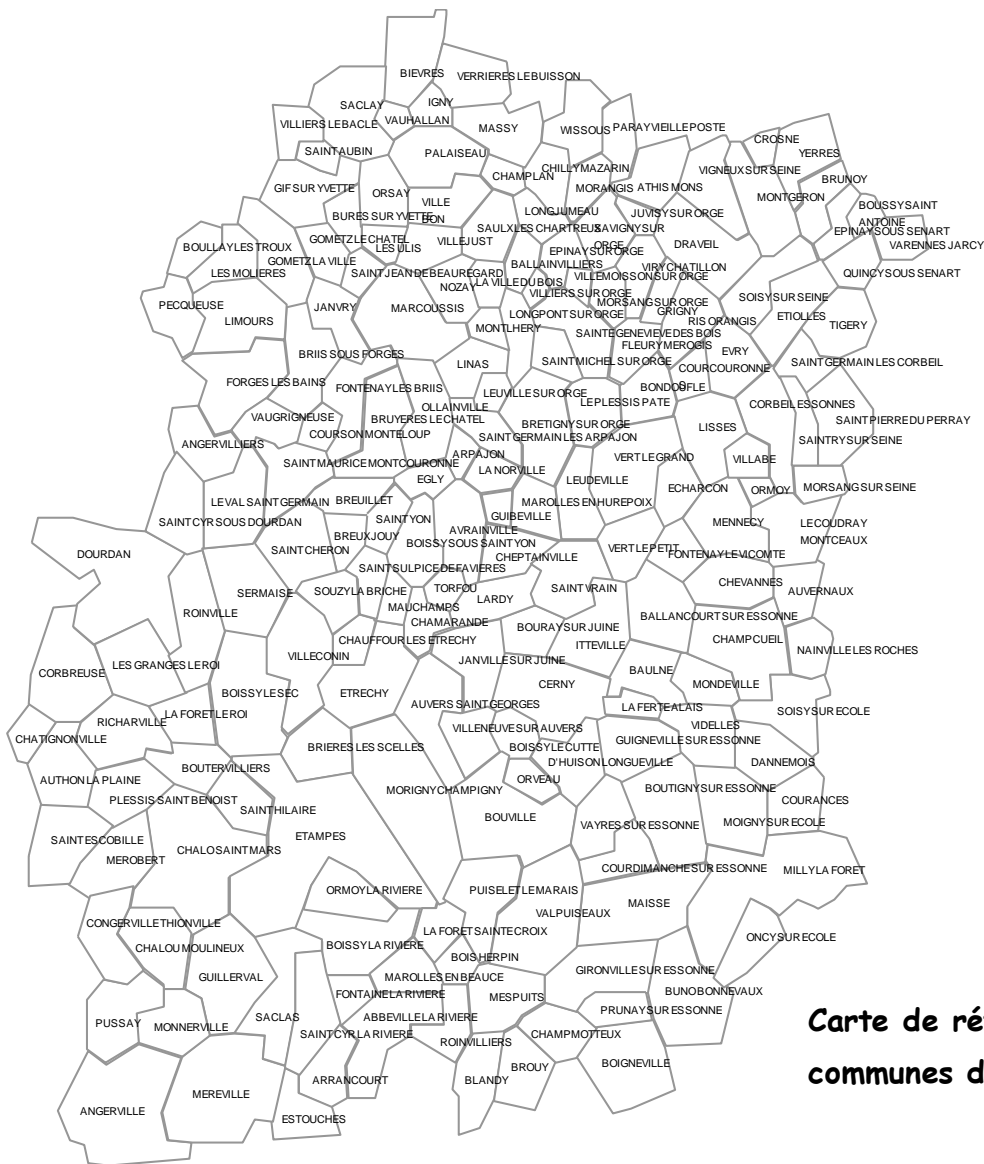 BIEVRES
VERRIERES LE BUISSON
SACLAY
IGNY
VILLIERS LE BACLE
VAUHALLAN
MASSY
WISSOUS
PARAY VIEILLE POSTE
CROSNE
SAINT AUBIN
PALAISEAU
YERRES
CHILLY MAZARIN
VIGNEUX SUR SEINE
BRUNOY
CHAMPLAN
GIF SUR YVETTE
ORSAY
MORANGIS
ATHIS MONS
MONTGERON
VILLE
BON
BOUSSY SAINT
ANTOINE
BURES SUR YVETTE
LONGJUMEAU
JUVISY SUR ORGE
SAULX LES CHARTREUX
SAVIGNY SUR
ORGE
EPINAY SOUS SENART
GOMETZ LE CHATEL
LES ULIS
VILLEJUST
DRAVEIL
VARENNES JARCY
BOULLAY LES TROUX
EPINAY SUR ORGE
GOMETZ LA VILLE
BALLAINVILLIERS
VIRY CHATILLON
LES MOLIERES
SAINT JEAN DE BEAUREGARD
VILLEMOISSON SUR ORGE
QUINCY SOUS SENART
LA VILLE DU BOIS
NOZAY
VILLIERS SUR ORGE
SOISY SUR SEINE
PECQUEUSE
JANVRY
MARCOUSSIS
MORSANG SUR ORGE
GRIGNY
LIMOURS
LONGPONT SUR ORGE
RIS ORANGIS
ETIOLLES
TIGERY
MONTLHERY
SAINTE GENEVIEVE DES BOIS
FLEURY MEROGIS
EVRY
BRIIS SOUS FORGES
LINAS
SAINT MICHEL SUR ORGE
COURCOURONNE
SAINT GERMAIN LES CORBEIL
FORGES LES BAINS
FONTENAY LES BRIIS
LEUVILLE SUR ORGE
BONDOUFLE
LE PLESSIS PATE
CORBEIL ESSONNES
OLLAINVILLE
VAUGRIGNEUSE
BRUYERES LE CHATEL
BRETIGNY SUR ORGE
LISSES
SAINT PIERRE DU PERRAY
COURSON MONTELOUP
SAINT GERMAIN LES ARPAJON
SAINTRY SUR SEINE
ANGERVILLIERS
ARPAJON
VERT LE GRAND
VILLABE
SAINT MAURICE MONTCOURONNE
LA NORVILLE
EGLY
LEUDEVILLE
ECHARCON
ORMOY
MORSANG SUR SEINE
LE VAL SAINT GERMAIN
BREUILLET
MAROLLES EN HUREPOIX
SAINT CYR SOUS DOURDAN
SAINT YON
GUIBEVILLE
MENNECY
LE COUDRAY
MONTCEAUX
AVRAINVILLE
BREUX JOUY
BOISSY SOUS SAINT YON
DOURDAN
SAINT CHERON
CHEPTAINVILLE
VERT LE PETIT
FONTENAY LE VICOMTE
SAINT SULPICE DE FAVIERES
CHEVANNES
SERMAISE
SOUZY LA BRICHE
TORFOU
SAINT VRAIN
AUVERNAUX
LARDY
MAUCHAMPS
ROINVILLE
CHAMARANDE
BALLANCOURT SUR ESSONNE
BOURAY SUR JUINE
CHAUFFOUR LES ETRECHY
CHAMPCUEIL
ITTEVILLE
NAINVILLE LES ROCHES
VILLECONIN
JANVILLE SUR JUINE
LES GRANGES LE ROI
CORBREUSE
BAULNE
CERNY
MONDEVILLE
BOISSY LE SEC
ETRECHY
AUVERS SAINT GEORGES
LA FERTE ALAIS
SOISY SUR ECOLE
LA FORET LE ROI
RICHARVILLE
VIDELLES
VILLENEUVE SUR AUVERS
CHATIGNONVILLE
GUIGNEVILLE SUR ESSONNE
BRIERES LES SCELLES
BOISSY LE CUTTE
D'HUISON LONGUEVILLE
DANNEMOIS
BOUTERVILLIERS
AUTHON LA PLAINE
ORVEAU
MORIGNY CHAMPIGNY
BOUTIGNY SUR ESSONNE
PLESSIS SAINT BENOIST
COURANCES
SAINT HILAIRE
BOUVILLE
MOIGNY SUR ECOLE
VAYRES SUR ESSONNE
SAINT ESCOBILLE
ETAMPES
CHALO SAINT MARS
MEROBERT
COURDIMANCHE SUR ESSONNE
MILLY LA FORET
ORMOY LA RIVIERE
PUISELET LE MARAIS
MAISSE
VALPUISEAUX
CONGERVILLE THIONVILLE
LA FORET SAINTE CROIX
ONCY SUR ECOLE
CHALOU MOULINEUX
BOISSY LA RIVIERE
BOIS HERPIN
GUILLERVAL
MAROLLES EN BEAUCE
GIRONVILLE SUR ESSONNE
FONTAINE LA RIVIERE
MESPUITS
BUNO BONNEVAUX
PRUNAY SUR ESSONNE
SACLAS
ABBEVILLE LA RIVIERE
PUSSAY
MONNERVILLE
SAINT CYR LA RIVIERE
CHAMPMOTTEUX
ROINVILLIERS
BROUY
BOIGNEVILLE
ARRANCOURT
BLANDY
MEREVILLE
ANGERVILLE
ESTOUCHES
Carte de ré
communes d